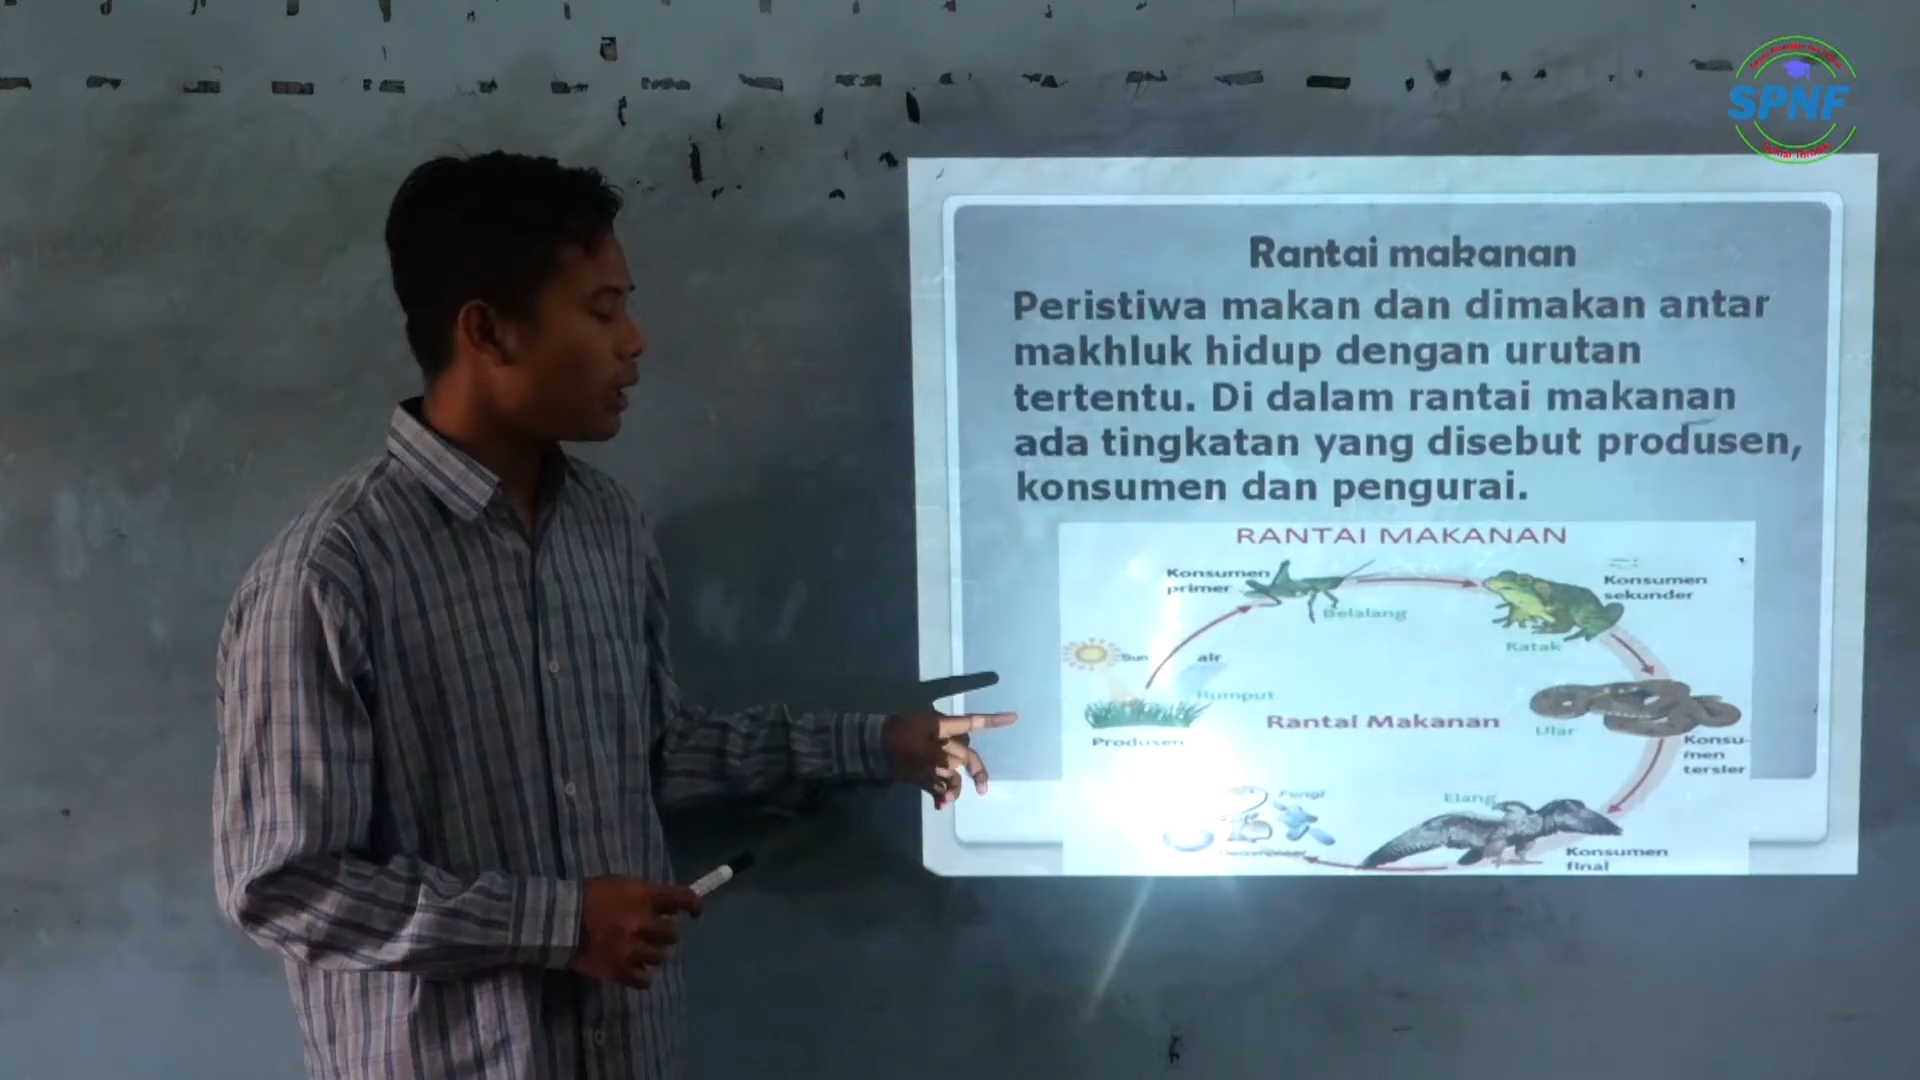 SPNF
Rantai makanan
Peristiwa makan dan dimakan antar
makhluk hidup dengan urutan
tertentu. Di dalam rantai makanan
ada tingkatan yang disebut produsen,
konsumen dan pengurai.
RANTAI MAKANAN
Konsumen
primer
Belalang
Konsumen
sekunder
Katak
Sun
air
Rumput
Produsen
Rantai Makanan
Ular
Konsu-
men
tersier
Elang
Konsumen
final
Fungi